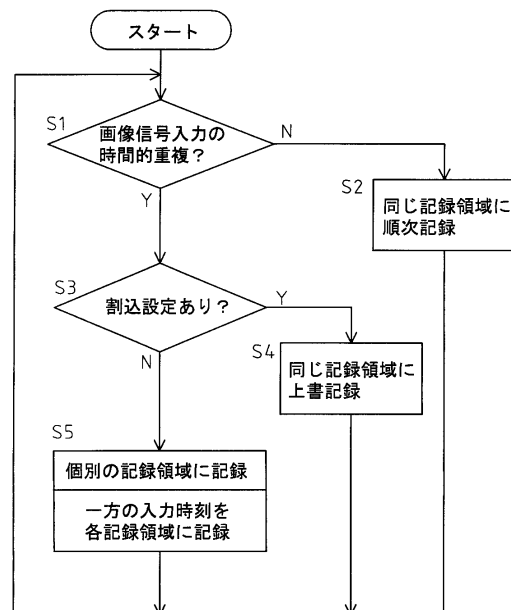 スタート
S1
画像信号入力の
時間的重複？
N
Y
S2
同じ記録領域に
順次記録
S3
割込設定あり？
Y
N
S4
同じ記録領域に
上書記録
S5
個別の記録領域に記録
一方の入力時刻を
各記録領域に記録